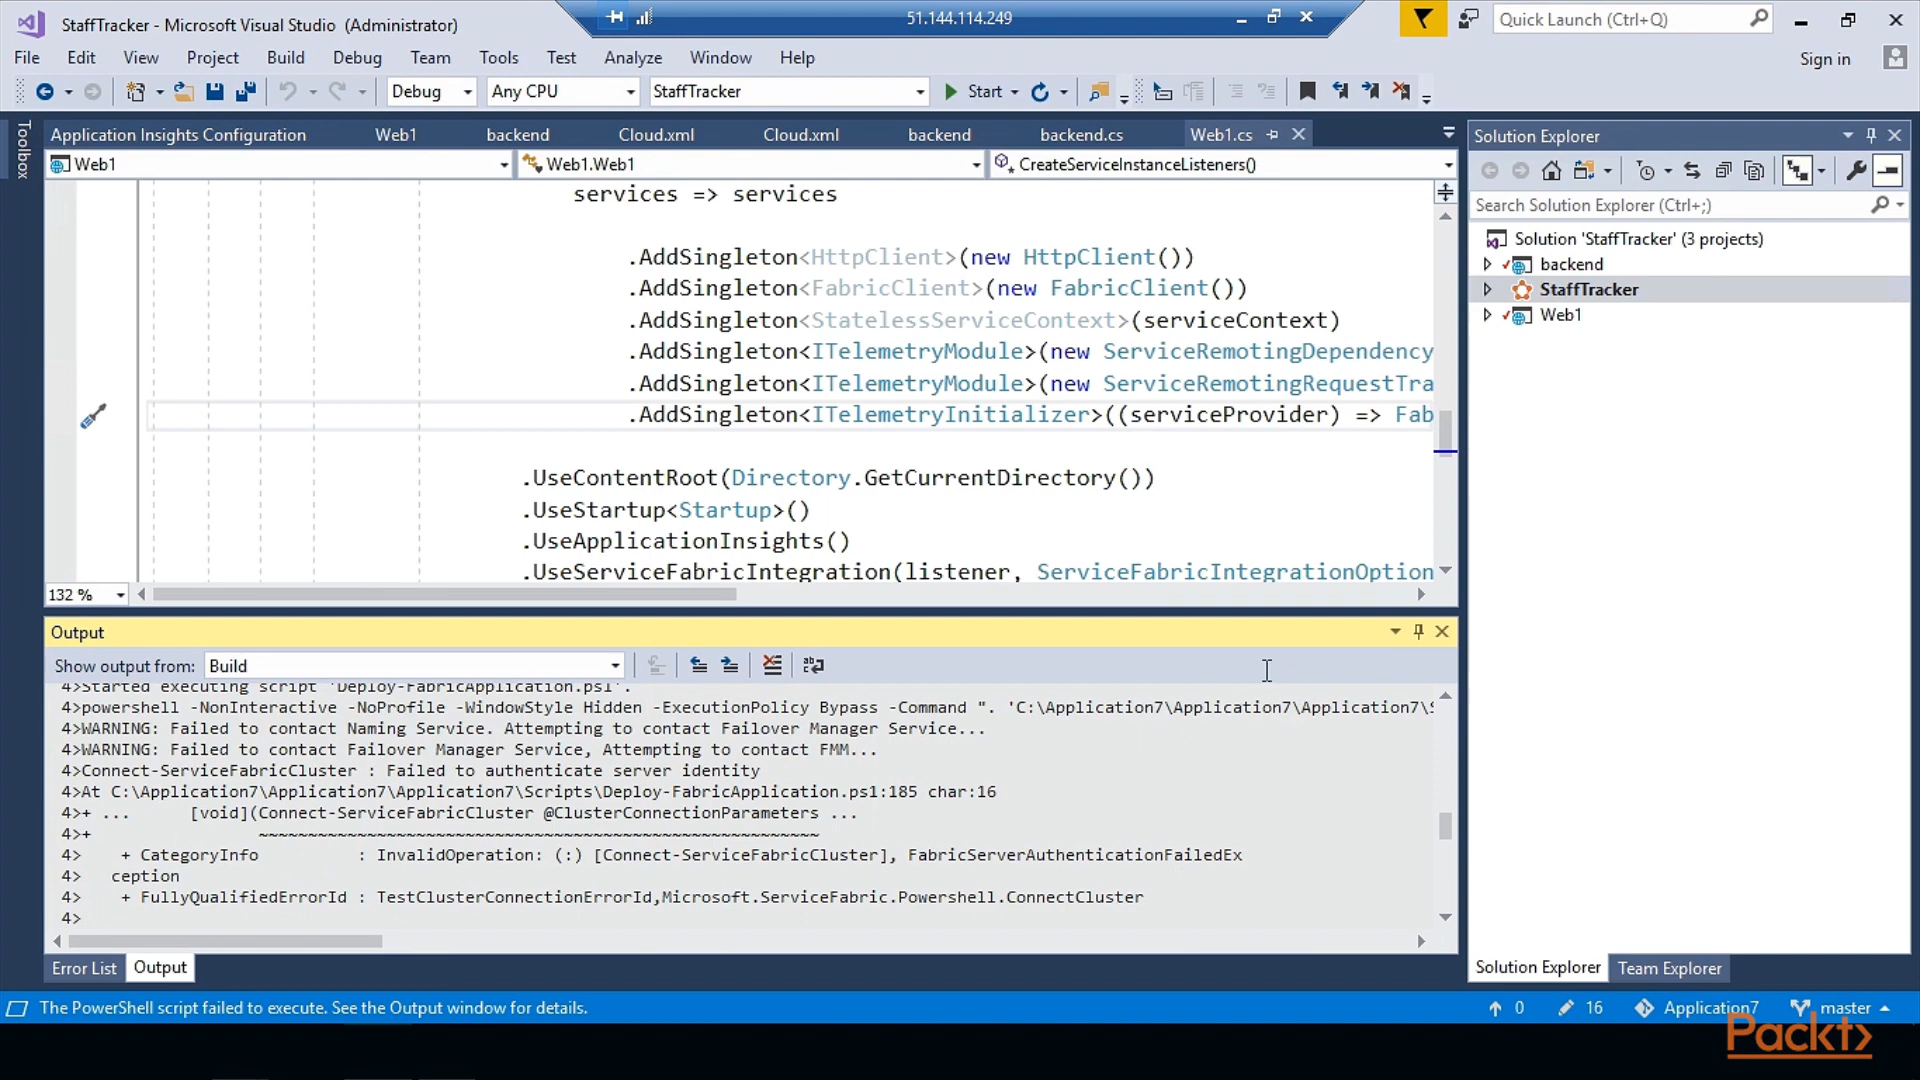 StaffTracker - Microsoft Visual Studio (Administrator)
51.144.114.249
Quick Launch (Ctrl+Q)
File Edit View Project Build Debug Team Tools Test Analyze Window Help
Sign in
Debug Any CPU StaffTracker Start
Toolbox
Application Insights Configuration Web1 backend Cloud.xml Cloud.xml backend backend.cs Web1.cs
Web1 Web1.Web1 CreateServiceInstanceListeners()
services => services
.AddSingleton<HttpClient>(new HttpClient())
.AddSingleton<FabricClient>(new FabricClient())
.AddSingleton<StatelessServiceContext>(serviceContext)
.AddSingleton<ITelemetryModule>(new ServiceRemotingDependency
.AddSingleton<ITelemetryModule>(new ServiceRemotingRequestTra
.AddSingleton<ITelemetryInitializer>((serviceProvider) => Fab
.UseContentRoot(Directory.GetCurrentDirectory())
.UseStartup<Startup>()
.UseApplicationInsights()
.UseServiceFabricIntegration(listener, ServiceFabricIntegrationOption
132 %
Solution Explorer
Search Solution Explorer (Ctrl+;)
Solution 'StaffTracker' (3 projects)
backend
StaffTracker
Web1
Output
Show output from: Build
4>Started executing script 'Deploy-FabricApplication.ps1'.
4>powershell -NonInteractive -NoProfile -WindowStyle Hidden -ExecutionPolicy Bypass -Command ". 'C:\Application7\Application7\Application7\S
4>WARNING: Failed to contact Naming Service. Attempting to contact Failover Manager Service...
4>WARNING: Failed to contact Failover Manager Service, Attempting to contact FMM...
4>Connect-ServiceFabricCluster : Failed to authenticate server identity
4>At C:\Application7\Application7\Application7\Scripts\Deploy-FabricApplication.ps1:185 char:16
4>+ ... [void](Connect-ServiceFabricCluster @ClusterConnectionParameters ...
4>+ ~~~~~~~~~~~~~~~~~~~~~~~~~~~~~~~~~~~~~~~~~~~~~~~~~~~~~~~~~
4> + CategoryInfo : InvalidOperation: (:) [Connect-ServiceFabricCluster], FabricServerAuthenticationFailedEx
4> ception
4> + FullyQualifiedErrorId : TestClusterConnectionErrorId,Microsoft.ServiceFabric.Powershell.ConnectCluster
4>
Error List Output
Solution Explorer Team Explorer
The PowerShell script failed to execute. See the Output window for details.
0 16 Application7 master
Packt>